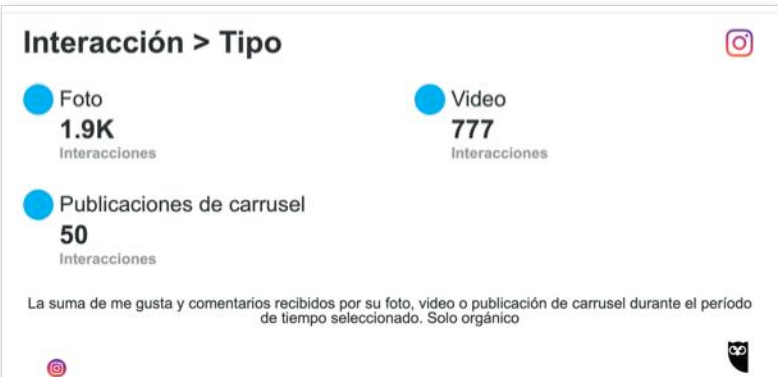 Interacción > Tipo
Foto
1.9K
Interacciones
Video
777
Interacciones
Publicaciones de carrusel
50
Interacciones
La suma de me gusta y comentarios recibidos por su foto, video o publicación de carrusel durante el período
de tiempo seleccionado. Solo orgánico